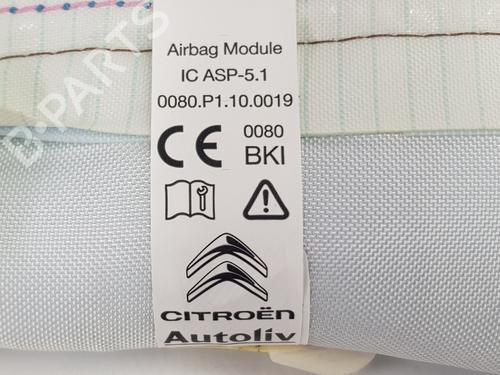 Airbag Module
IC ASP-5.1
0080.P1.10.0019
CE 0080
BKI
CITROËN
Autoliv
D-PARTS